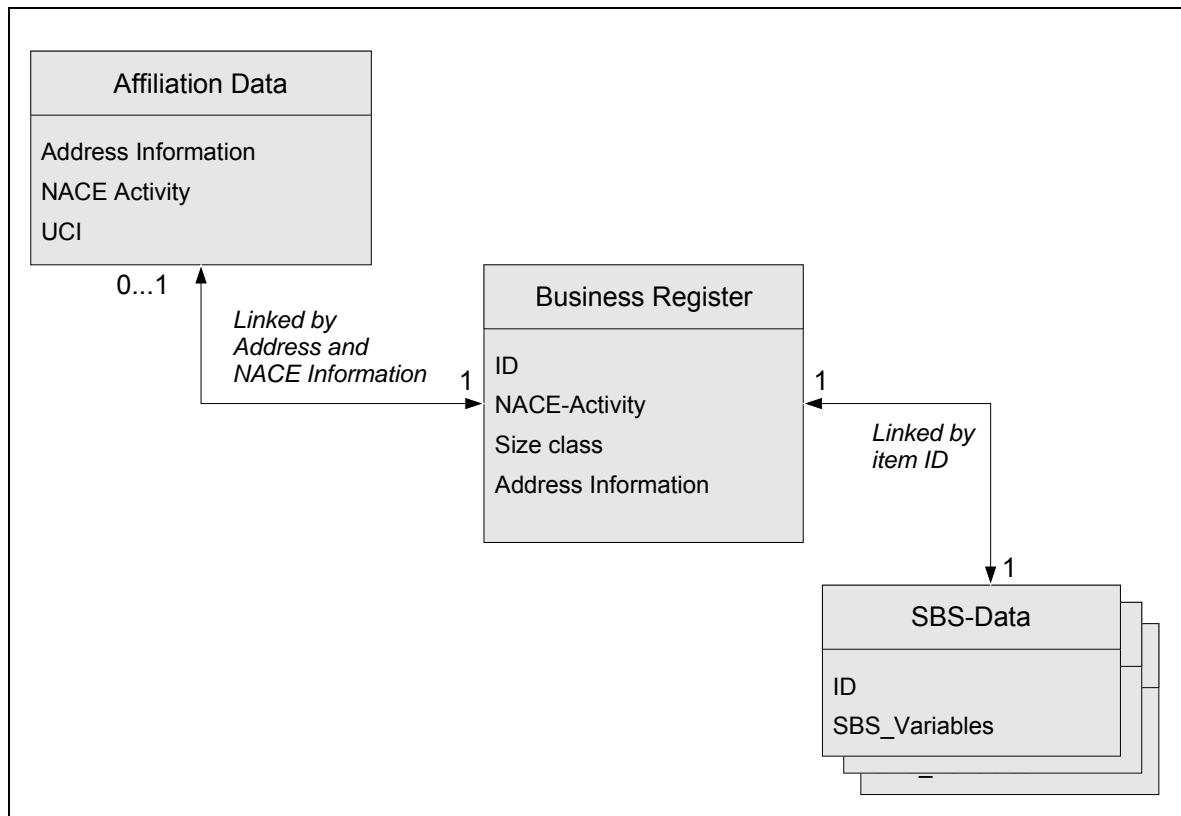 Affiliation Data
Address Information
NACE Activity
UCI
0...1
Linked by
Address and
NACE Information
1
Business Register
ID
NACE-Activity
Size class
Address Information
1
Linked by
item ID
1
SBS-Data
ID
SBS_Variables